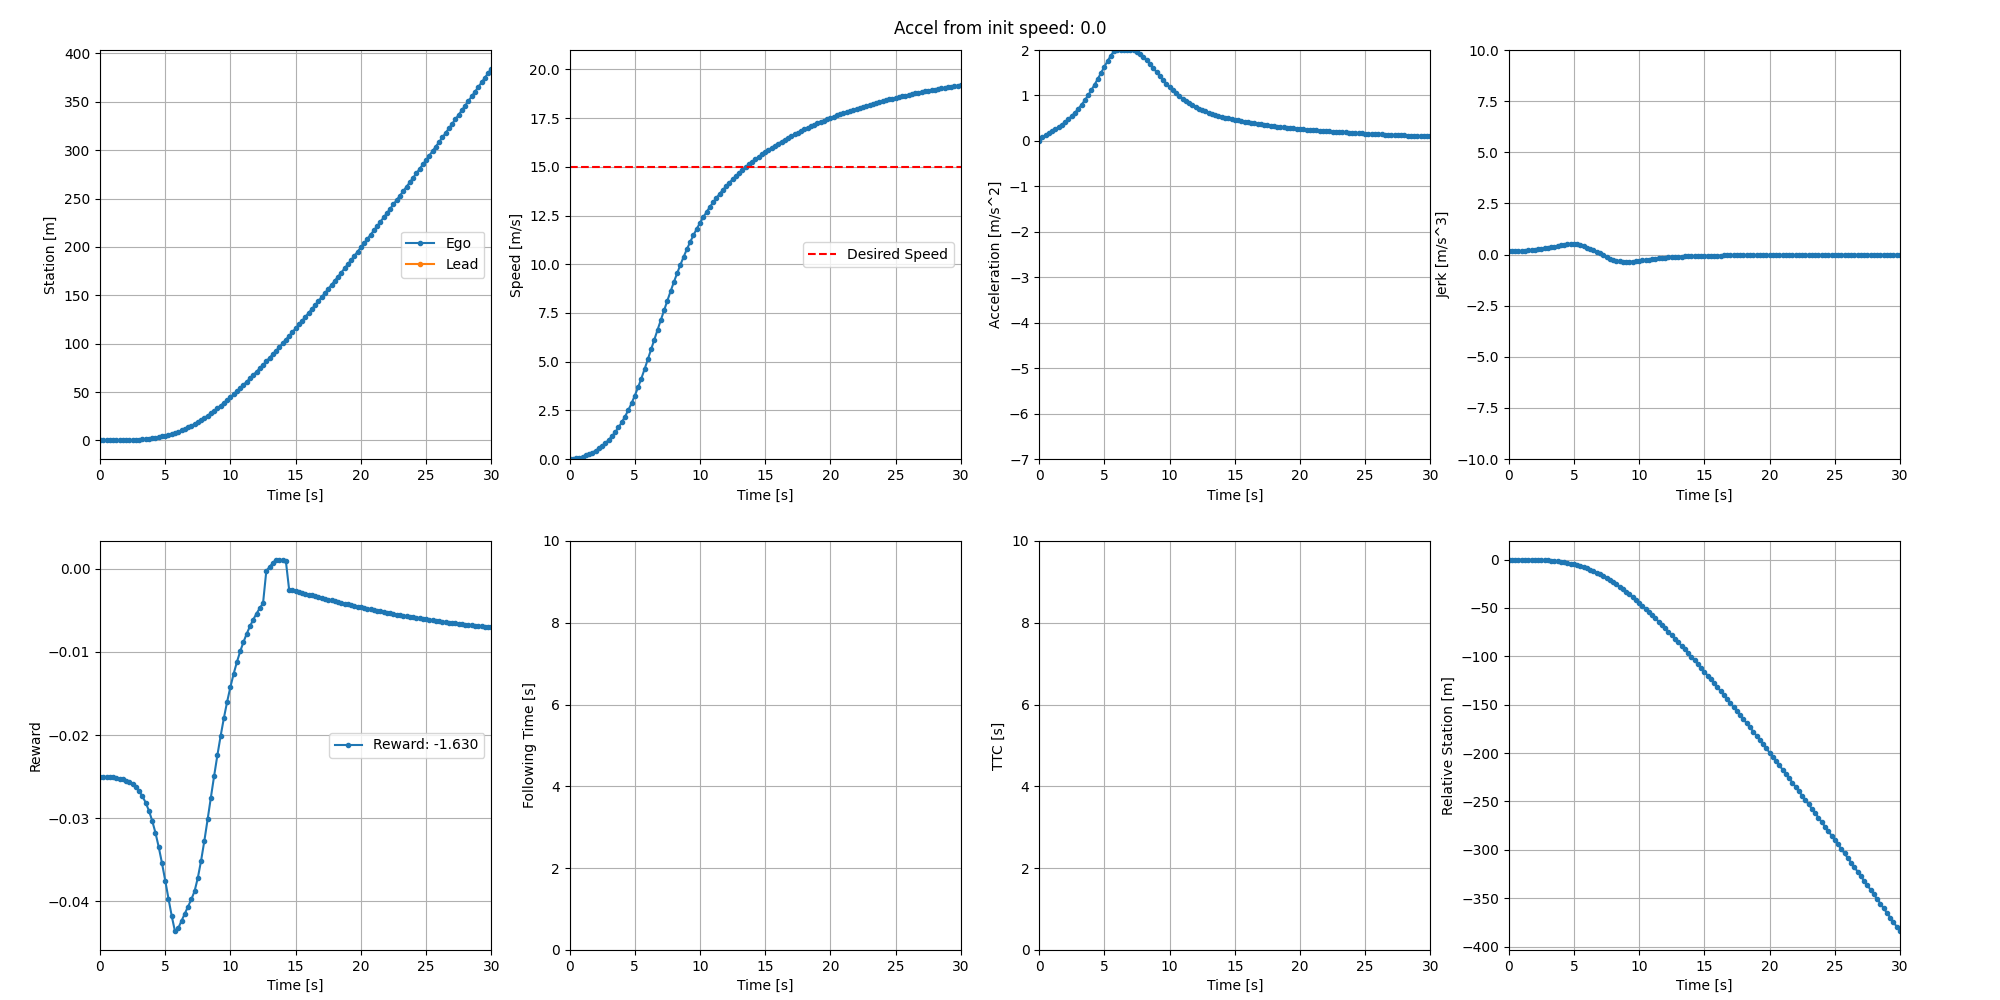 Accel from init speed: 0.0
400
350
300
250
200
150
100
50
0
Station [m]
Ego
Lead
0 5 10 15 20 25 30
Time [s]
20.0
17.5
15.0
12.5
10.0
7.5
5.0
2.5
0.0
Speed [m/s]
Desired Speed
0 5 10 15 20 25 30
Time [s]
2
1
0
−1
−2
−3
−4
−5
−6
−7
Acceleration [m/s^2]
0 5 10 15 20 25 30
Time [s]
10.0
7.5
5.0
2.5
0.0
−2.5
−5.0
−7.5
−10.0
Jerk [m/s^3]
0 5 10 15 20 25 30
Time [s]
0.00
−0.01
−0.02
−0.03
−0.04
Reward
Reward: -1.630
0 5 10 15 20 25 30
Time [s]
10
8
6
4
2
0
Following Time [s]
0 5 10 15 20 25 30
Time [s]
10
8
6
4
2
0
TTC [s]
0 5 10 15 20 25 30
Time [s]
0
−50
−100
−150
−200
−250
−300
−350
−400
Relative Station [m]
0 5 10 15 20 25 30
Time [s]